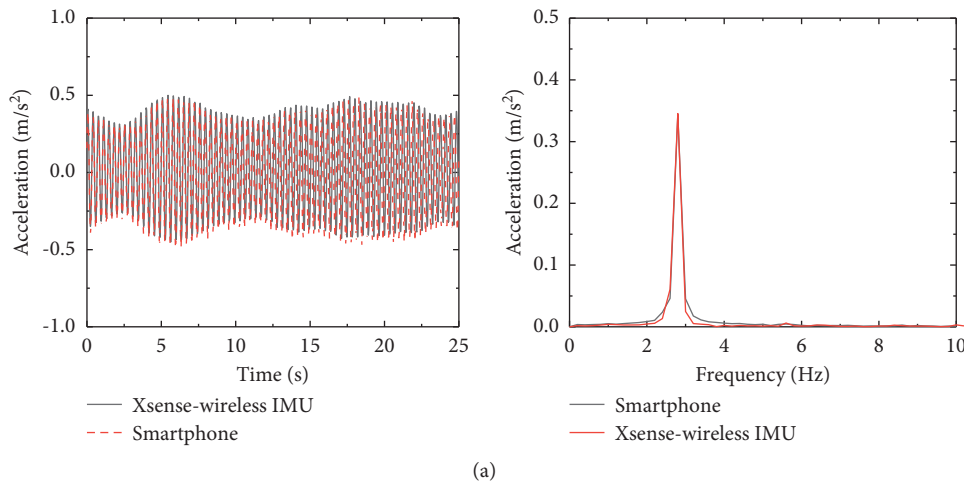 1.0
0.5
0.0
-0.5
-1.0
Acceleration (m/s²)
0 5 10 15 20 25
Time (s)
Xsense-wireless IMU
Smartphone
0.5
0.4
0.3
0.2
0.1
0.0
Acceleration (m/s²)
0 2 4 6 8 10
Frequency (Hz)
Smartphone
Xsense-wireless IMU
(a)